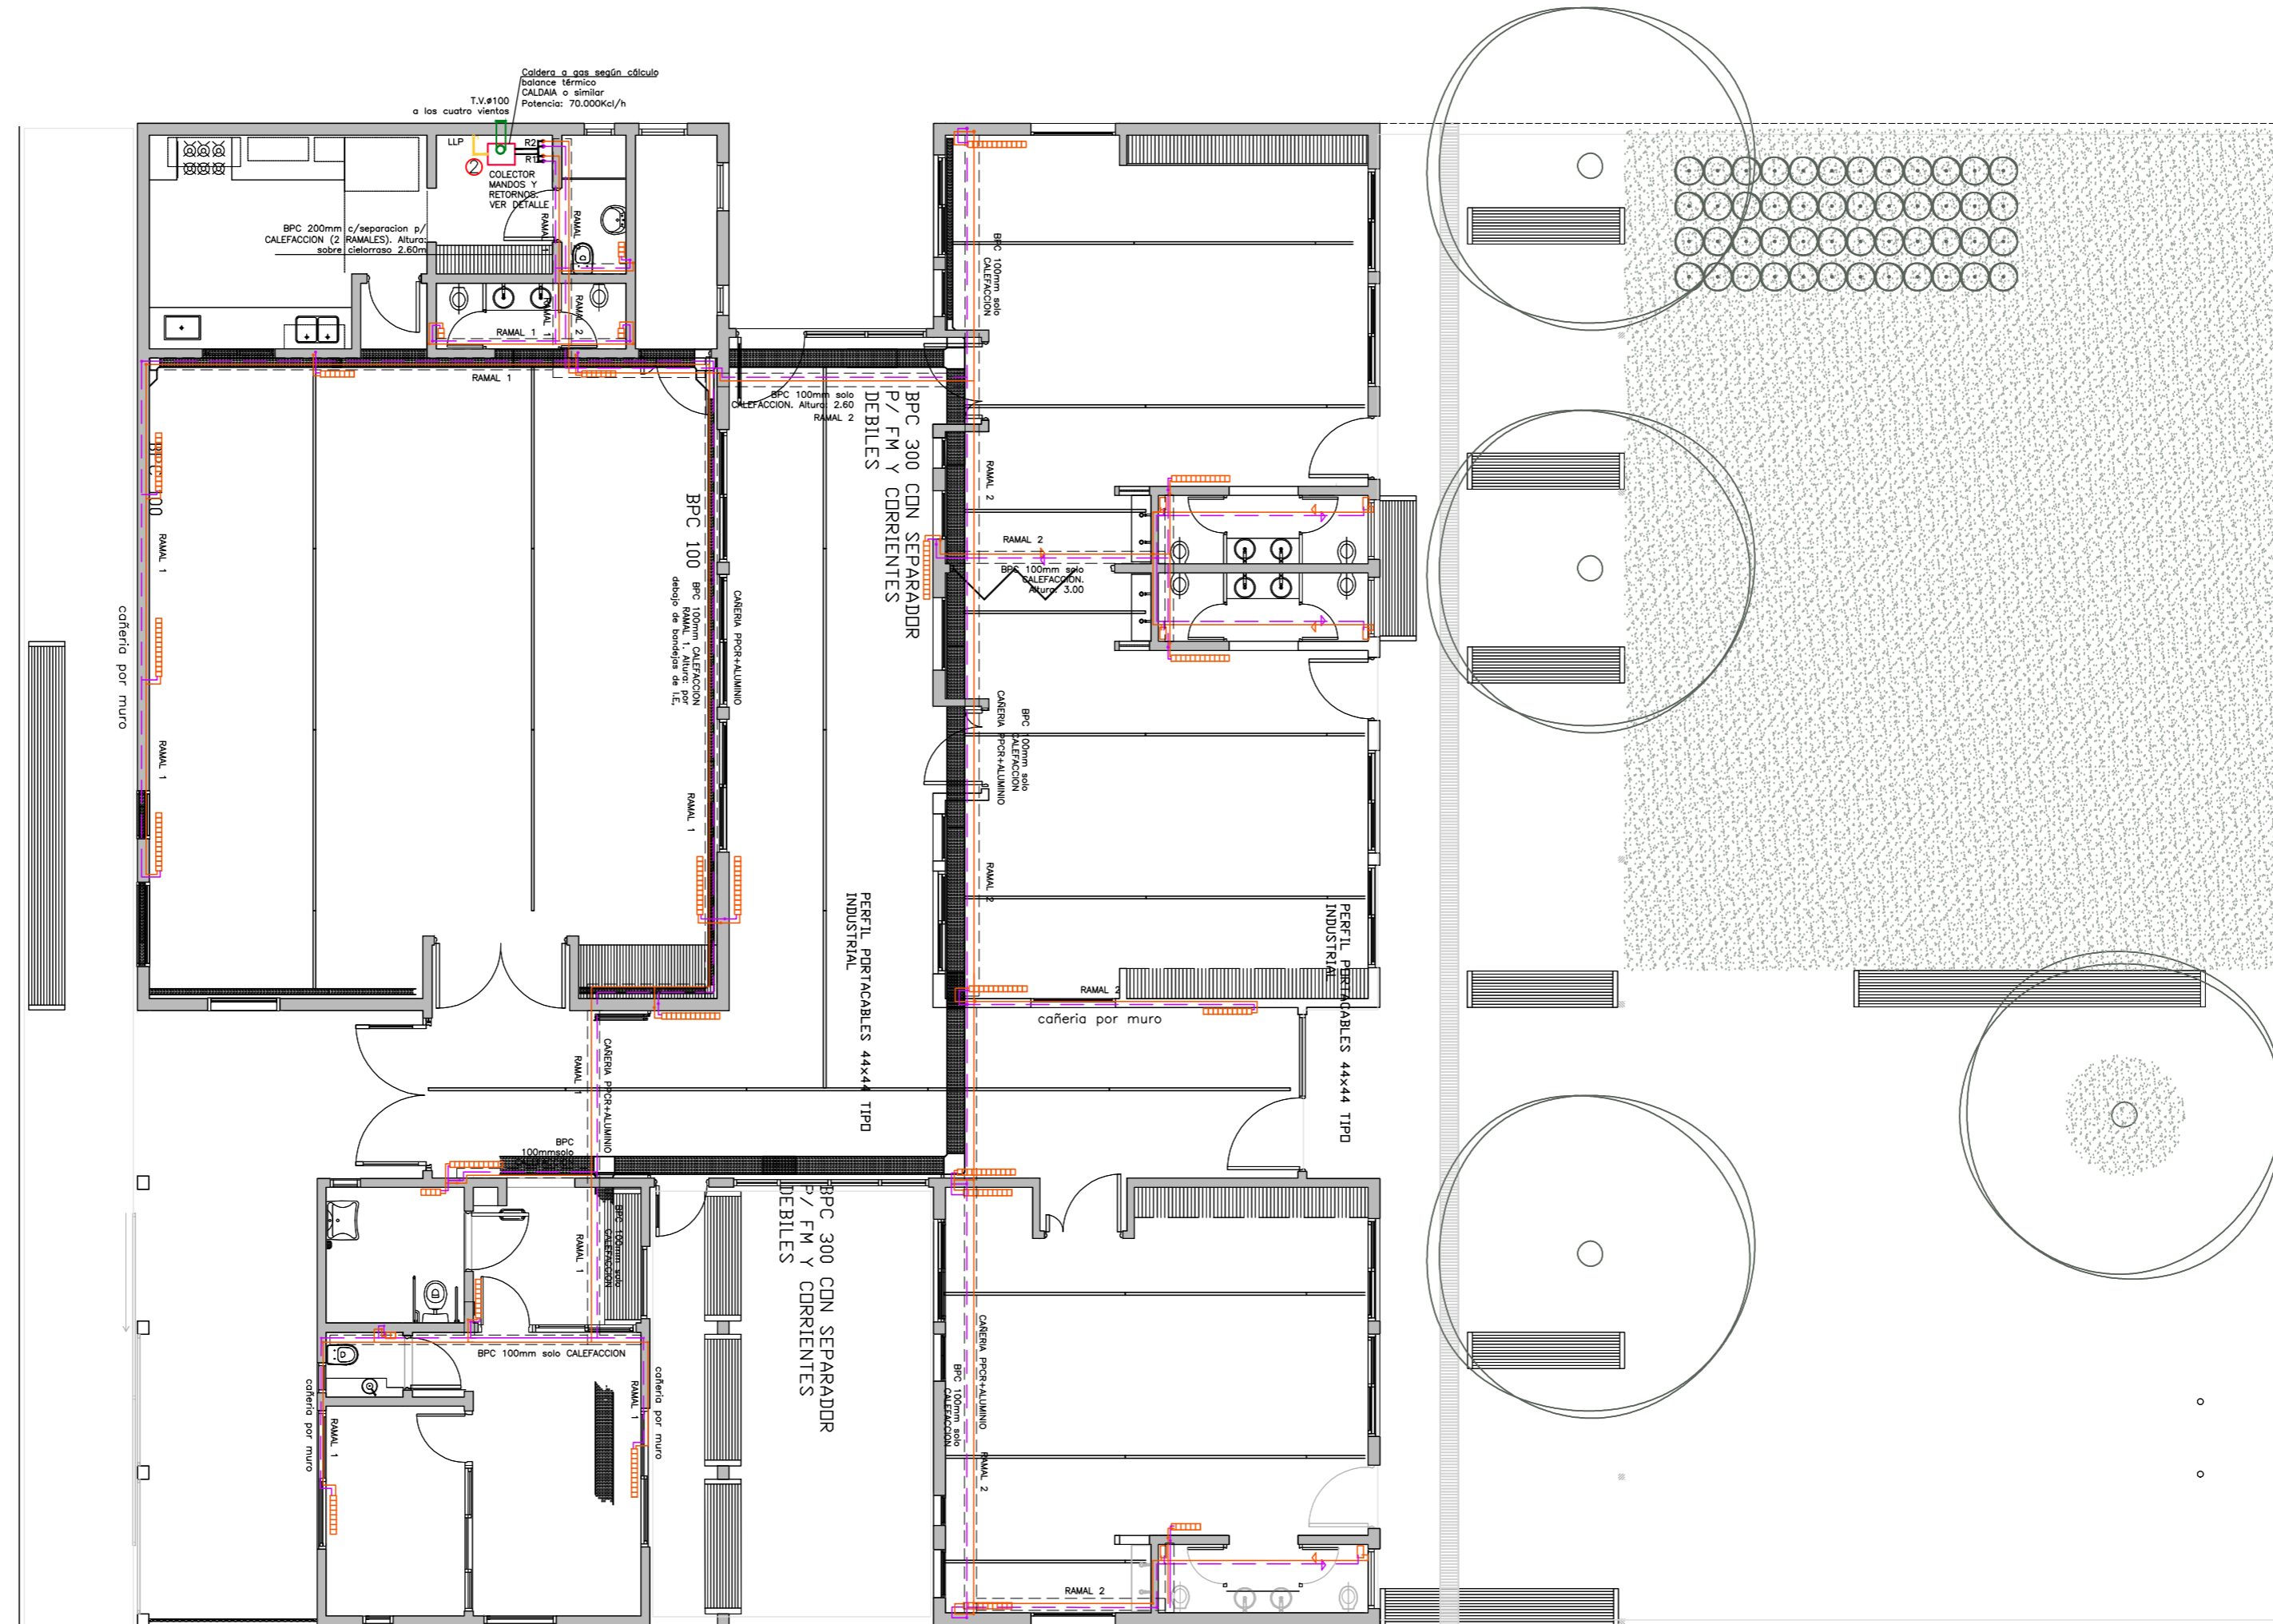 Caldera a gas según cálculo
balance térmico
CALDAIA o similar
Potencia: 70.000Kcl/h
T.V.ø100
a los cuatro vientos
LLP
R2
R1
2
COLECTOR
MANDOS Y
RETORNOS.
VER DETALLE
BPC 200mm c/separacion p/
CALEFACCION (2 RAMALES). Altura:
sobre cielorraso 2.60m
RAMAL 1
RAMAL 2
RAMAL 1
RAMAL 1
RAMAL 2
RAMAL 1
BPC 100mm solo
CALEFACCION. Altura: 2.60
RAMAL 2
BPC 300 CON SEPARADOR
P/ FM Y CORRIENTES
DEBILES
BPC 100mm solo
CALEFACCION
RAMAL 2
RAMAL 2
BPC 100mm solo
CALEFACCION.
Altura: 3.00
RAMAL 1
RAMAL 1
cañeria por muro
BPC 100
BPC 100mm CALEFACCION
RAMAL 1. Altura: por
debajo de bandejas de I.E.
CAÑERIA PPCR+ALUMINIO
RAMAL 1
BPC 100mm solo
CALEFACCION
CAÑERIA PPCR+ALUMINIO
RAMAL 2
PERFIL PORTACABLES 44x44 TIPO
INDUSTRIAL
PERFIL PORTACABLES 44x44 TIPO
INDUSTRIAL
RAMAL 2
cañeria por muro
CAÑERIA PPCR+ALUMINIO
RAMAL 1
BPC
100mmsolo
CALEFACCION
BPC 100mm solo
CALEFACCION
RAMAL 1
BPC 300 CON SEPARADOR
P/ FM Y CORRIENTES
DEBILES
BPC 100mm solo CALEFACCION
cañeria por muro
RAMAL 1
RAMAL 1
cañeria por muro
CAÑERIA PPCR+ALUMINIO
BPC 100mm solo
CALEFACCION
RAMAL 2
RAMAL 2